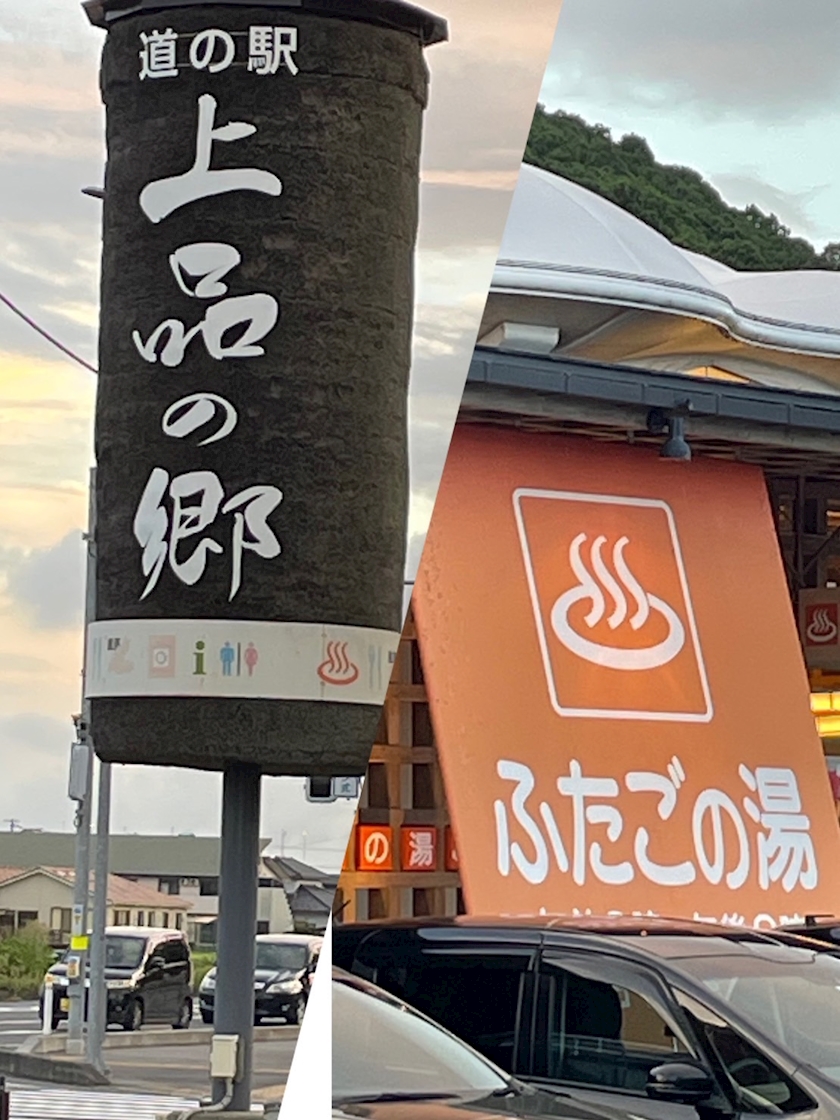 道の駅
上品の郷
ふたごの湯
の湯